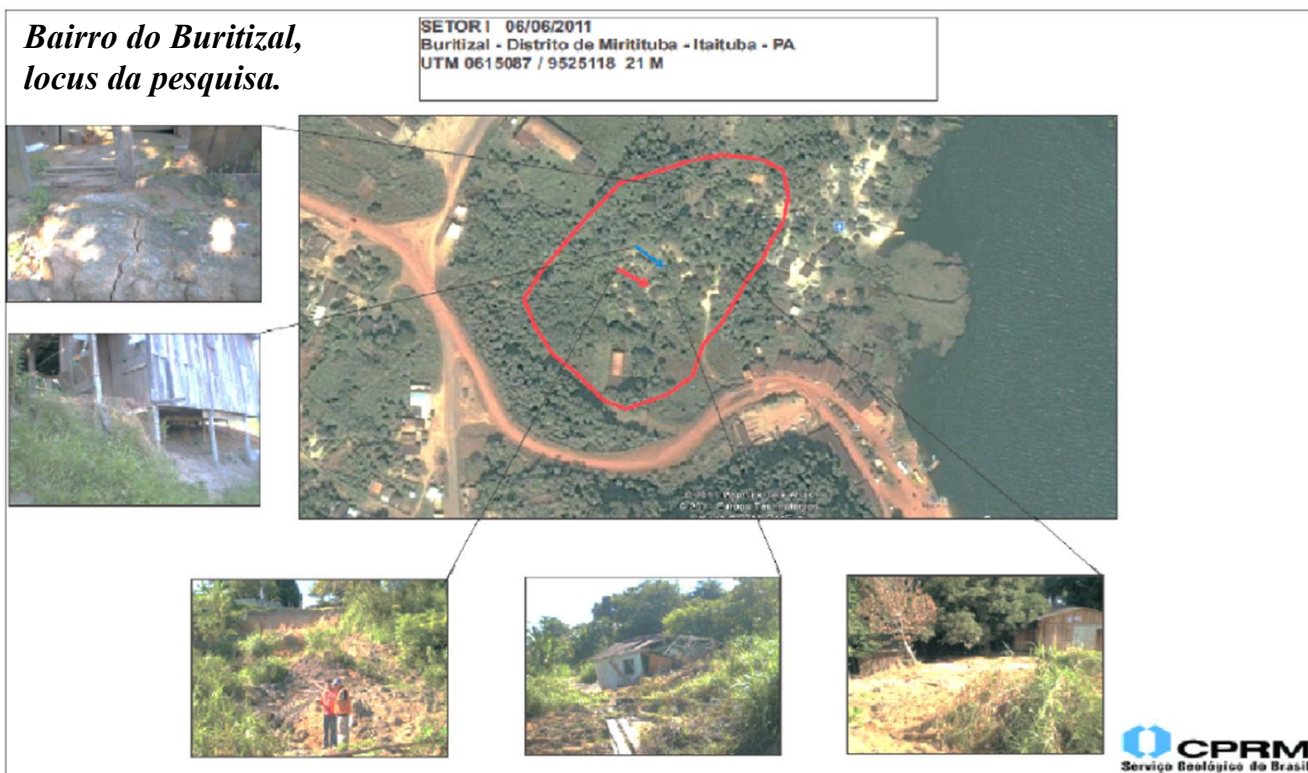 Bairro do Buritizal,
locus da pesquisa.
SETOR I 06/06/2011
Buritizal - Distrito de Miritituba - Itaituba - PA
UTM 0615087 / 9525118 21 M
CPRM
Serviço Geológico do Brasil